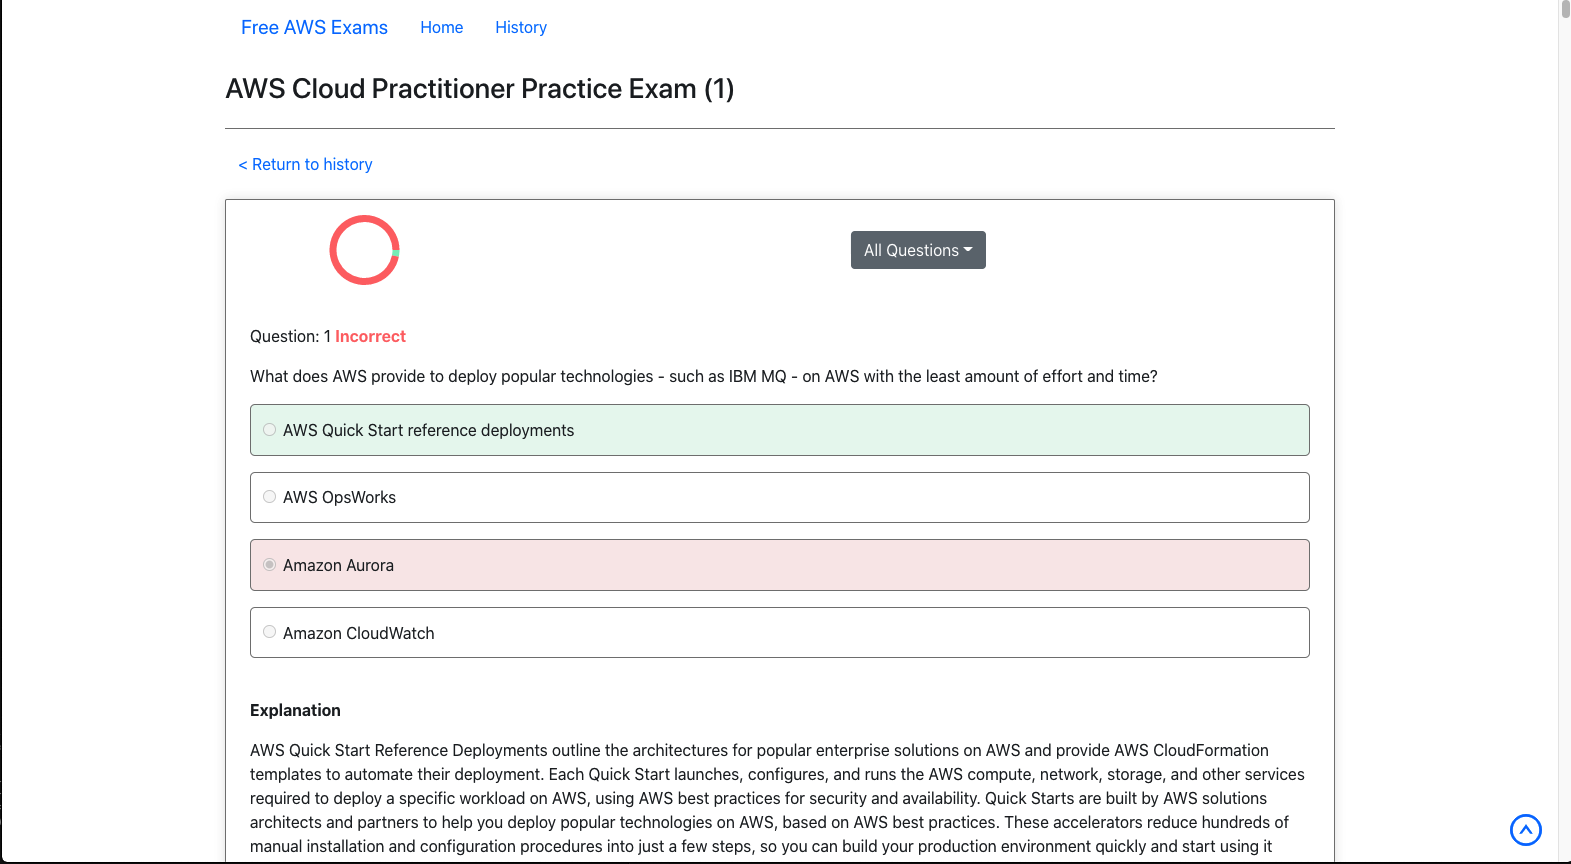 Free AWS Exams Home History
AWS Cloud Practitioner Practice Exam (1)
< Return to history
All Questions
Question: 1 Incorrect
What does AWS provide to deploy popular technologies - such as IBM MQ - on AWS with the least amount of effort and time?
AWS Quick Start reference deployments
AWS OpsWorks
Amazon Aurora
Amazon CloudWatch
Explanation
AWS Quick Start Reference Deployments outline the architectures for popular enterprise solutions on AWS and provide AWS CloudFormation
templates to automate their deployment. Each Quick Start launches, configures, and runs the AWS compute, network, storage, and other services
required to deploy a specific workload on AWS, using AWS best practices for security and availability. Quick Starts are built by AWS solutions
architects and partners to help you deploy popular technologies on AWS, based on AWS best practices. These accelerators reduce hundreds of
manual installation and configuration procedures into just a few steps, so you can build your production environment quickly and start using it